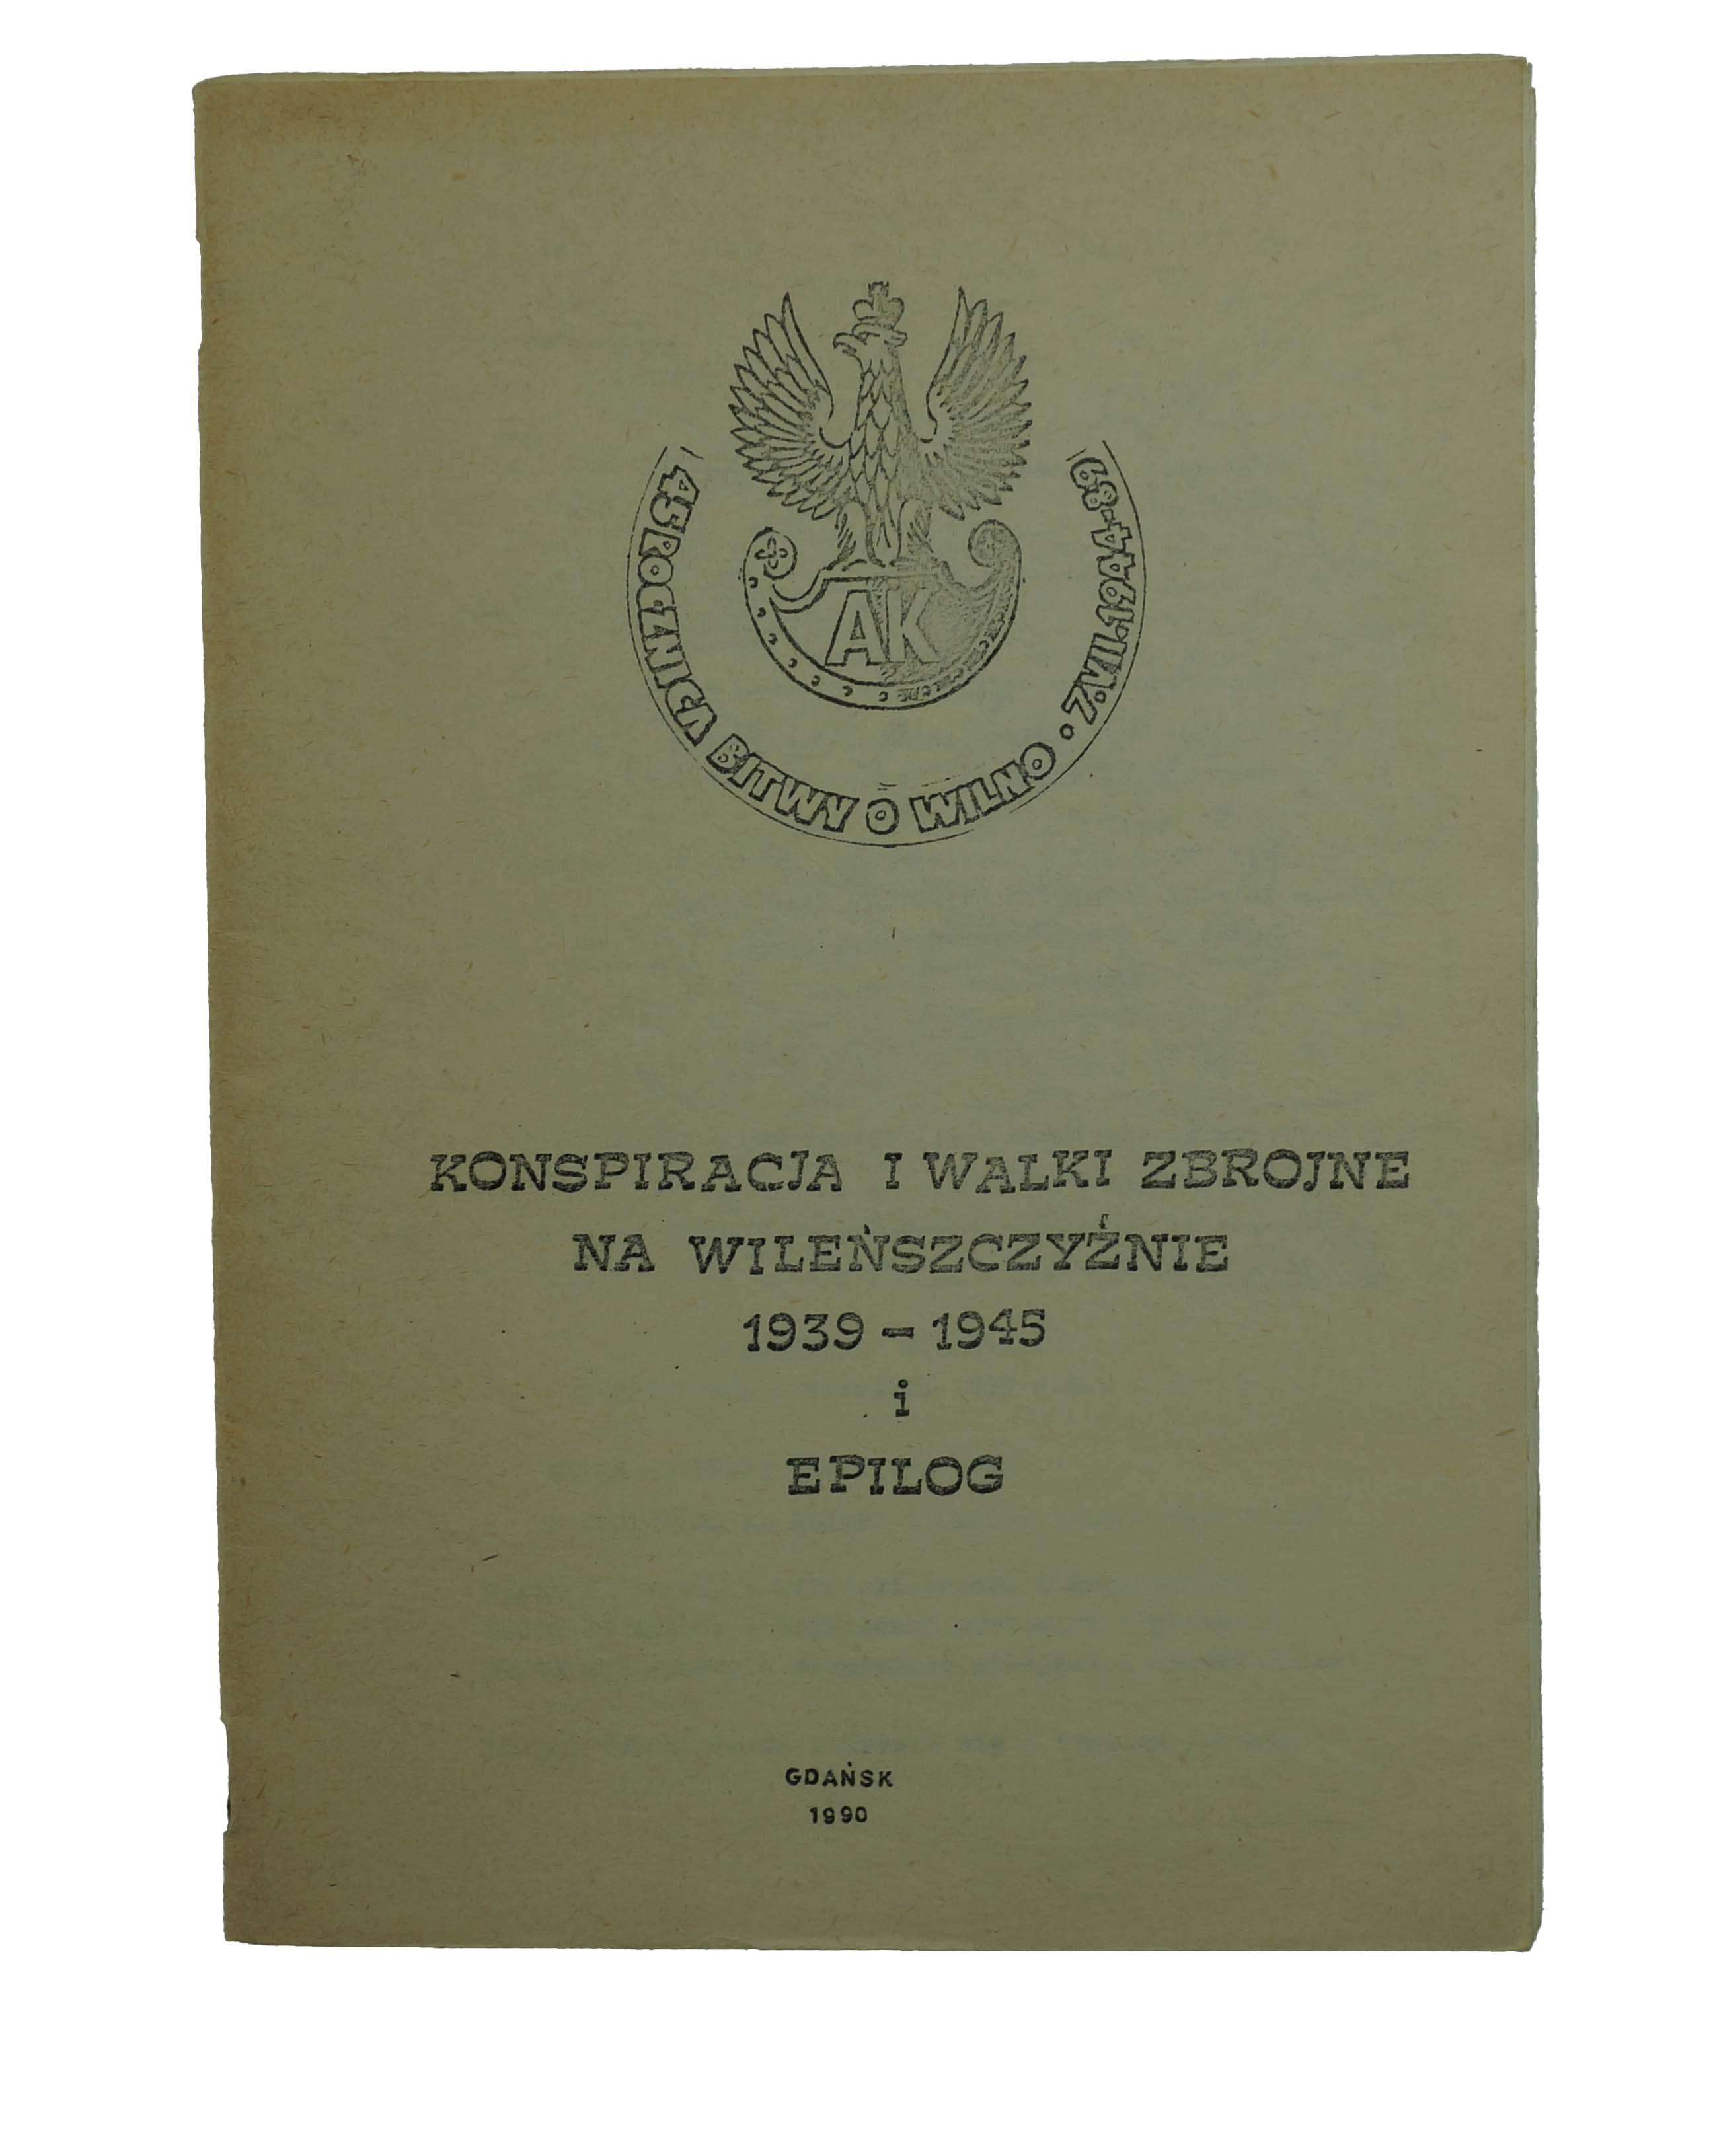 AK
45 ROCZNICA BITWY O WILNO • 7.VII.1944-89
KONSPIRACJA I WALKI ZBROJNE
NA WILEŃSZCZYŹNIE
1939 – 1945
i
EPILOG
GDAŃSK
1990